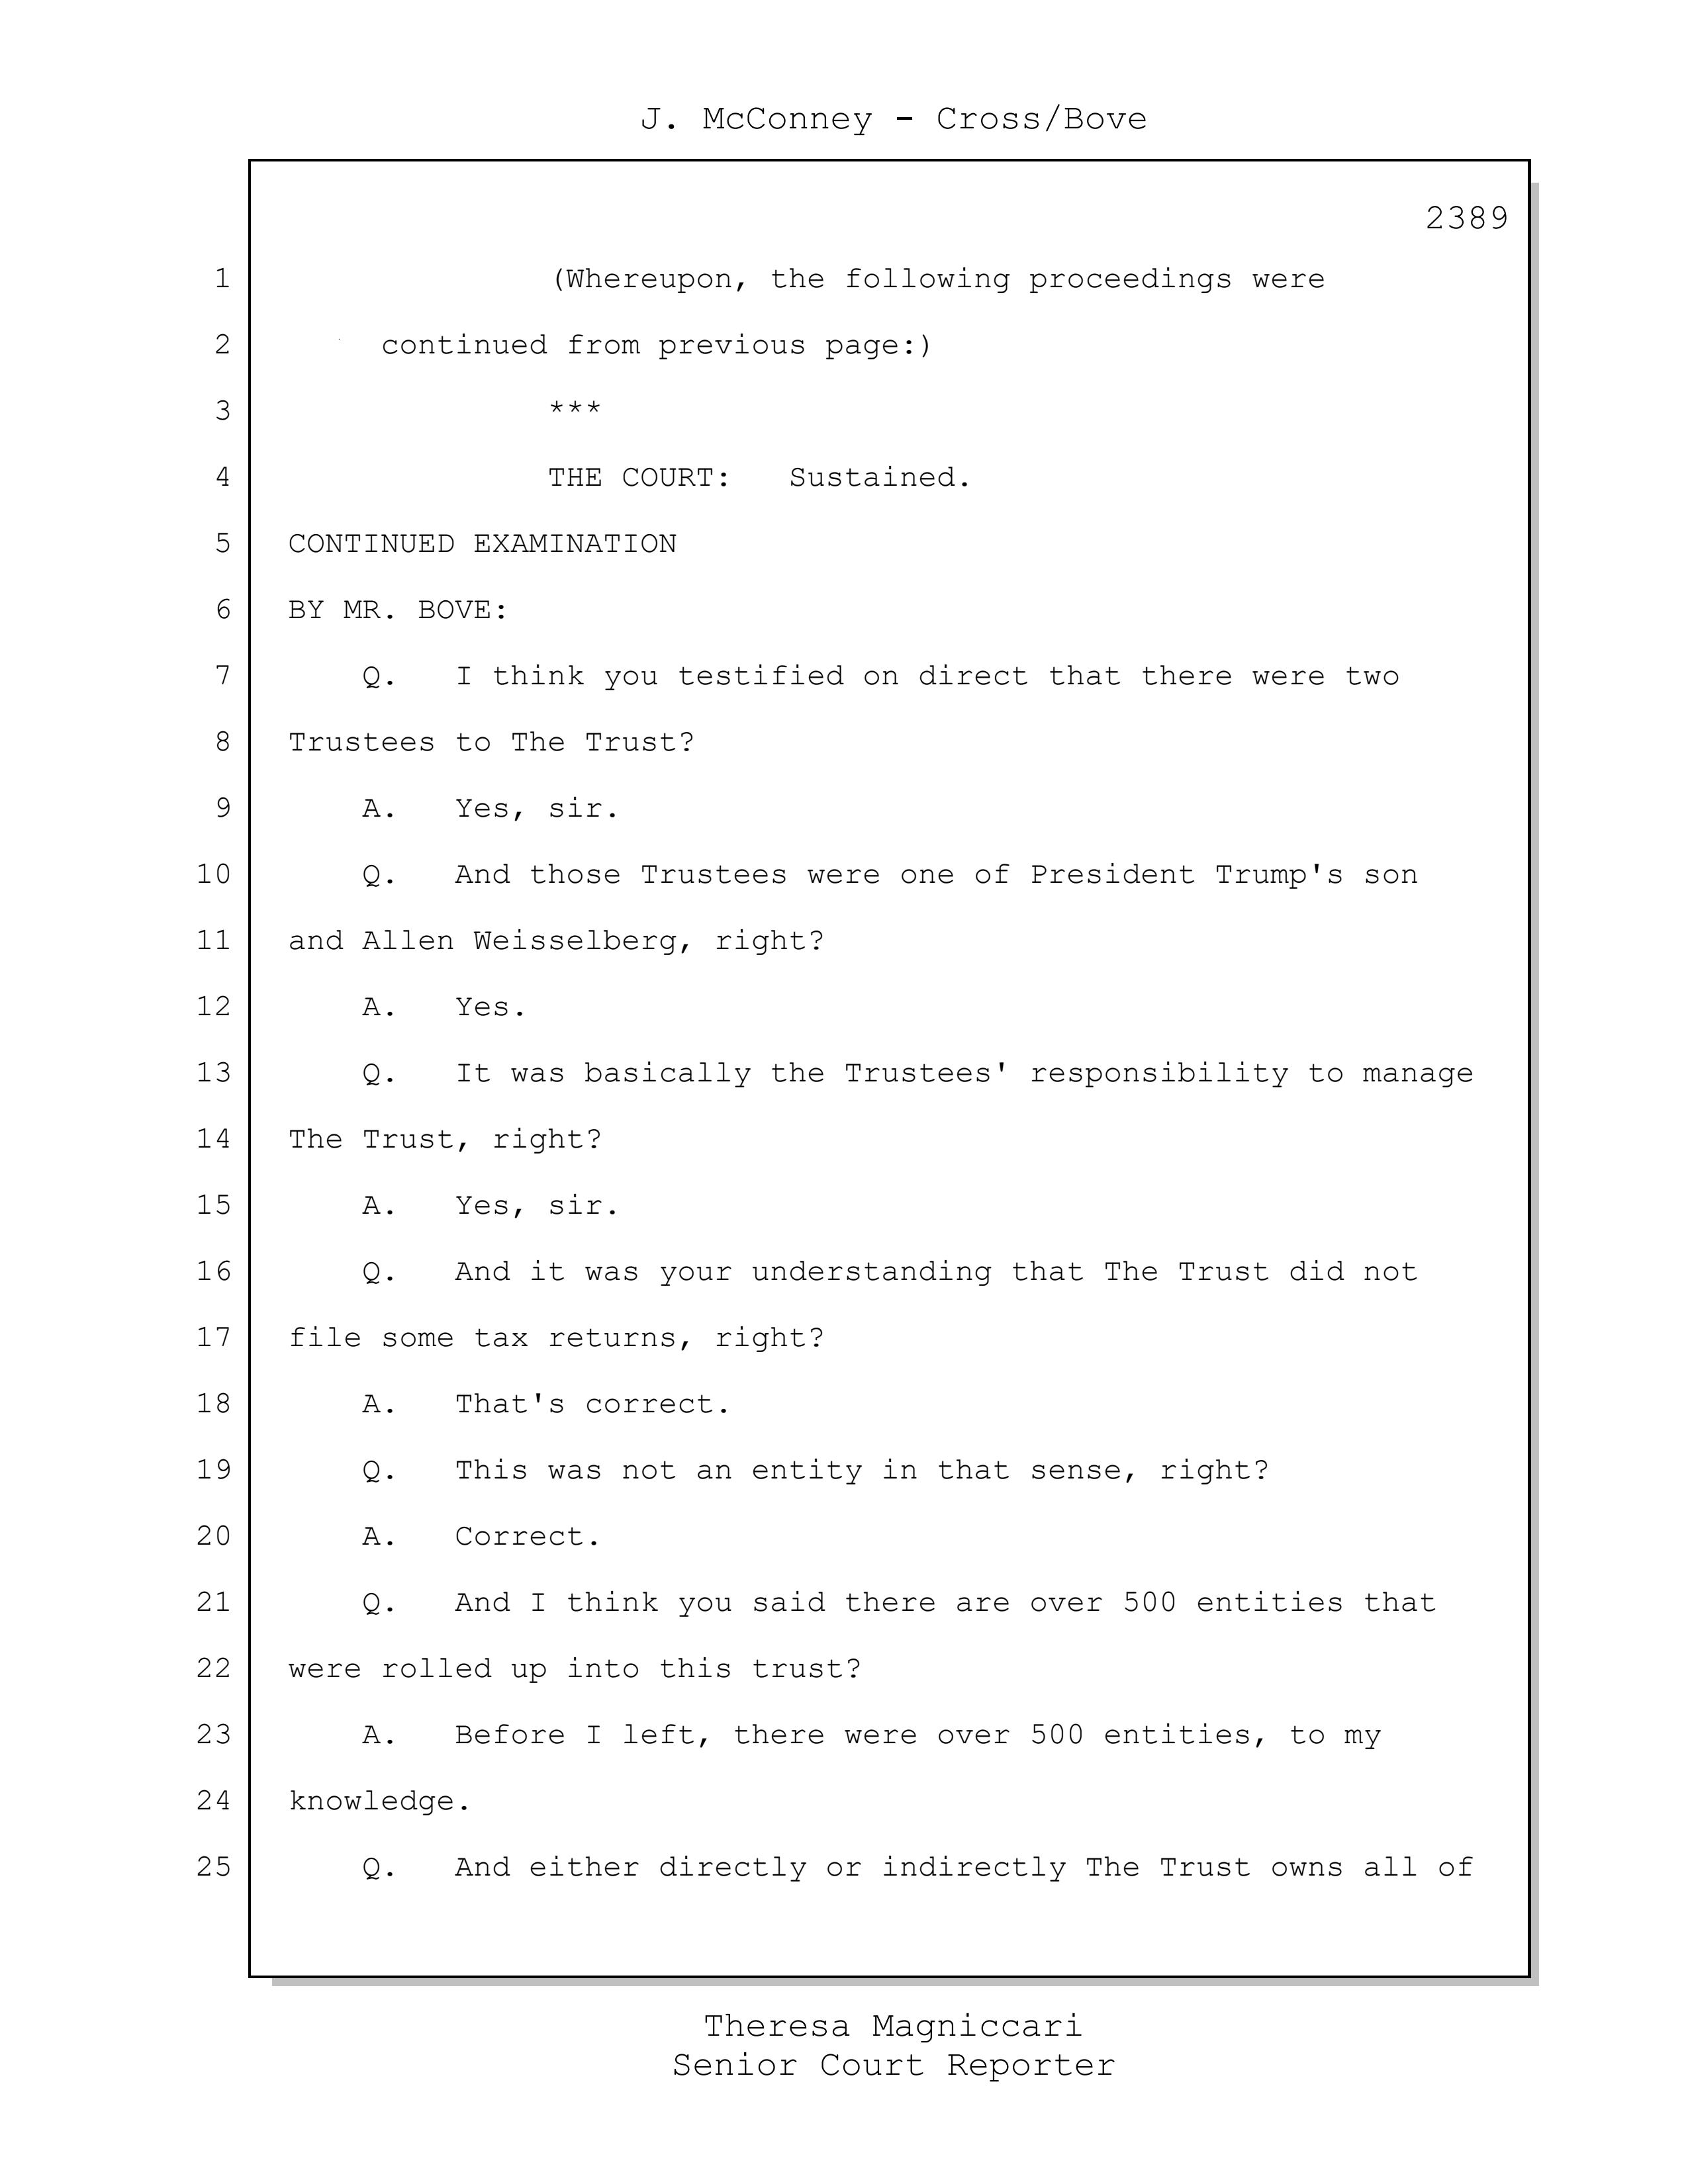 J. McConney - Cross/Bove
2389
1 (Whereupon, the following proceedings were
2 continued from previous page:)
3 ***
4 THE COURT: Sustained.
5 CONTINUED EXAMINATION
6 BY MR. BOVE:
7 Q. I think you testified on direct that there were two
8 Trustees to The Trust?
9 A. Yes, sir.
10 Q. And those Trustees were one of President Trump's son
11 and Allen Weisselberg, right?
12 A. Yes.
13 Q. It was basically the Trustees' responsibility to manage
14 The Trust, right?
15 A. Yes, sir.
16 Q. And it was your understanding that The Trust did not
17 file some tax returns, right?
18 A. That's correct.
19 Q. This was not an entity in that sense, right?
20 A. Correct.
21 Q. And I think you said there are over 500 entities that
22 were rolled up into this trust?
23 A. Before I left, there were over 500 entities, to my
24 knowledge.
25 Q. And either directly or indirectly The Trust owns all of
Theresa Magniccari
Senior Court Reporter